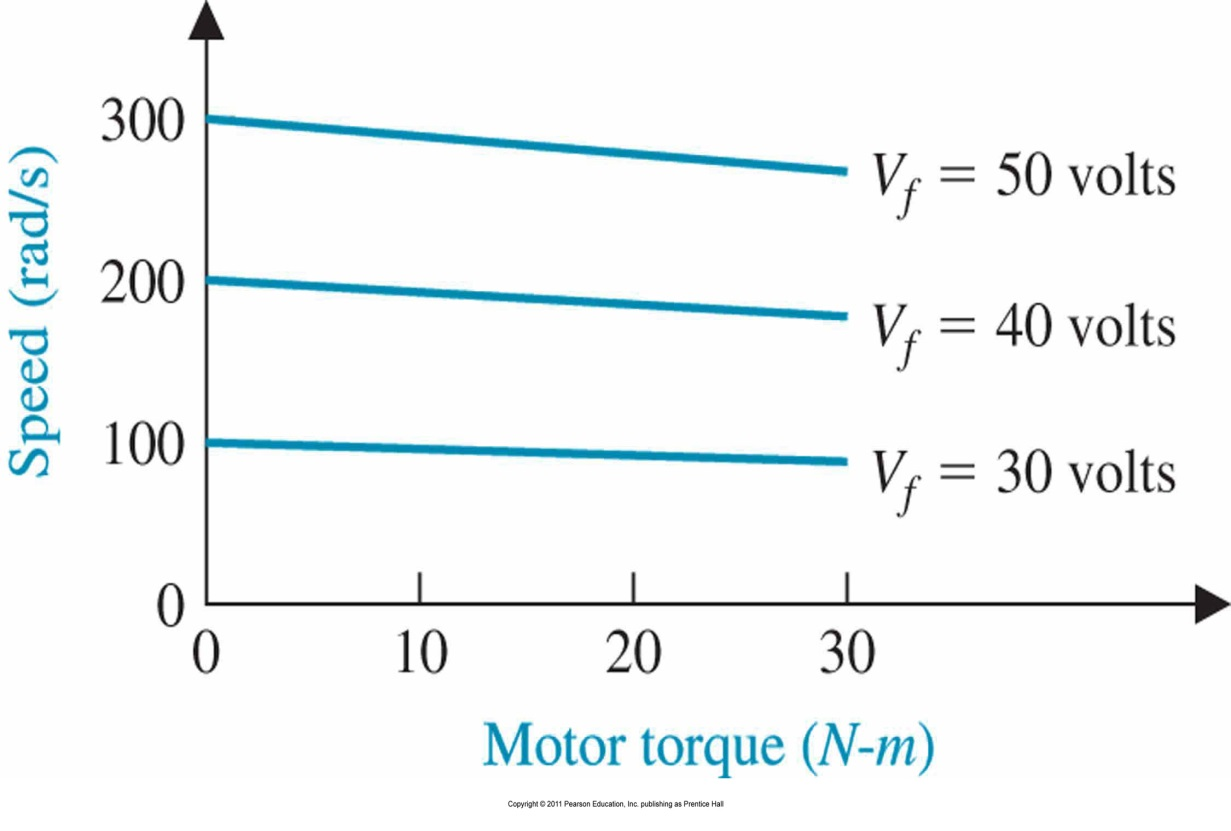 Speed (rad/s)
300
200
100
0
V_f = 50 volts
V_f = 40 volts
V_f = 30 volts
0 10 20 30
Motor torque (N-m)
Copyright © 2011 Pearson Education, Inc. publishing as Prentice Hall